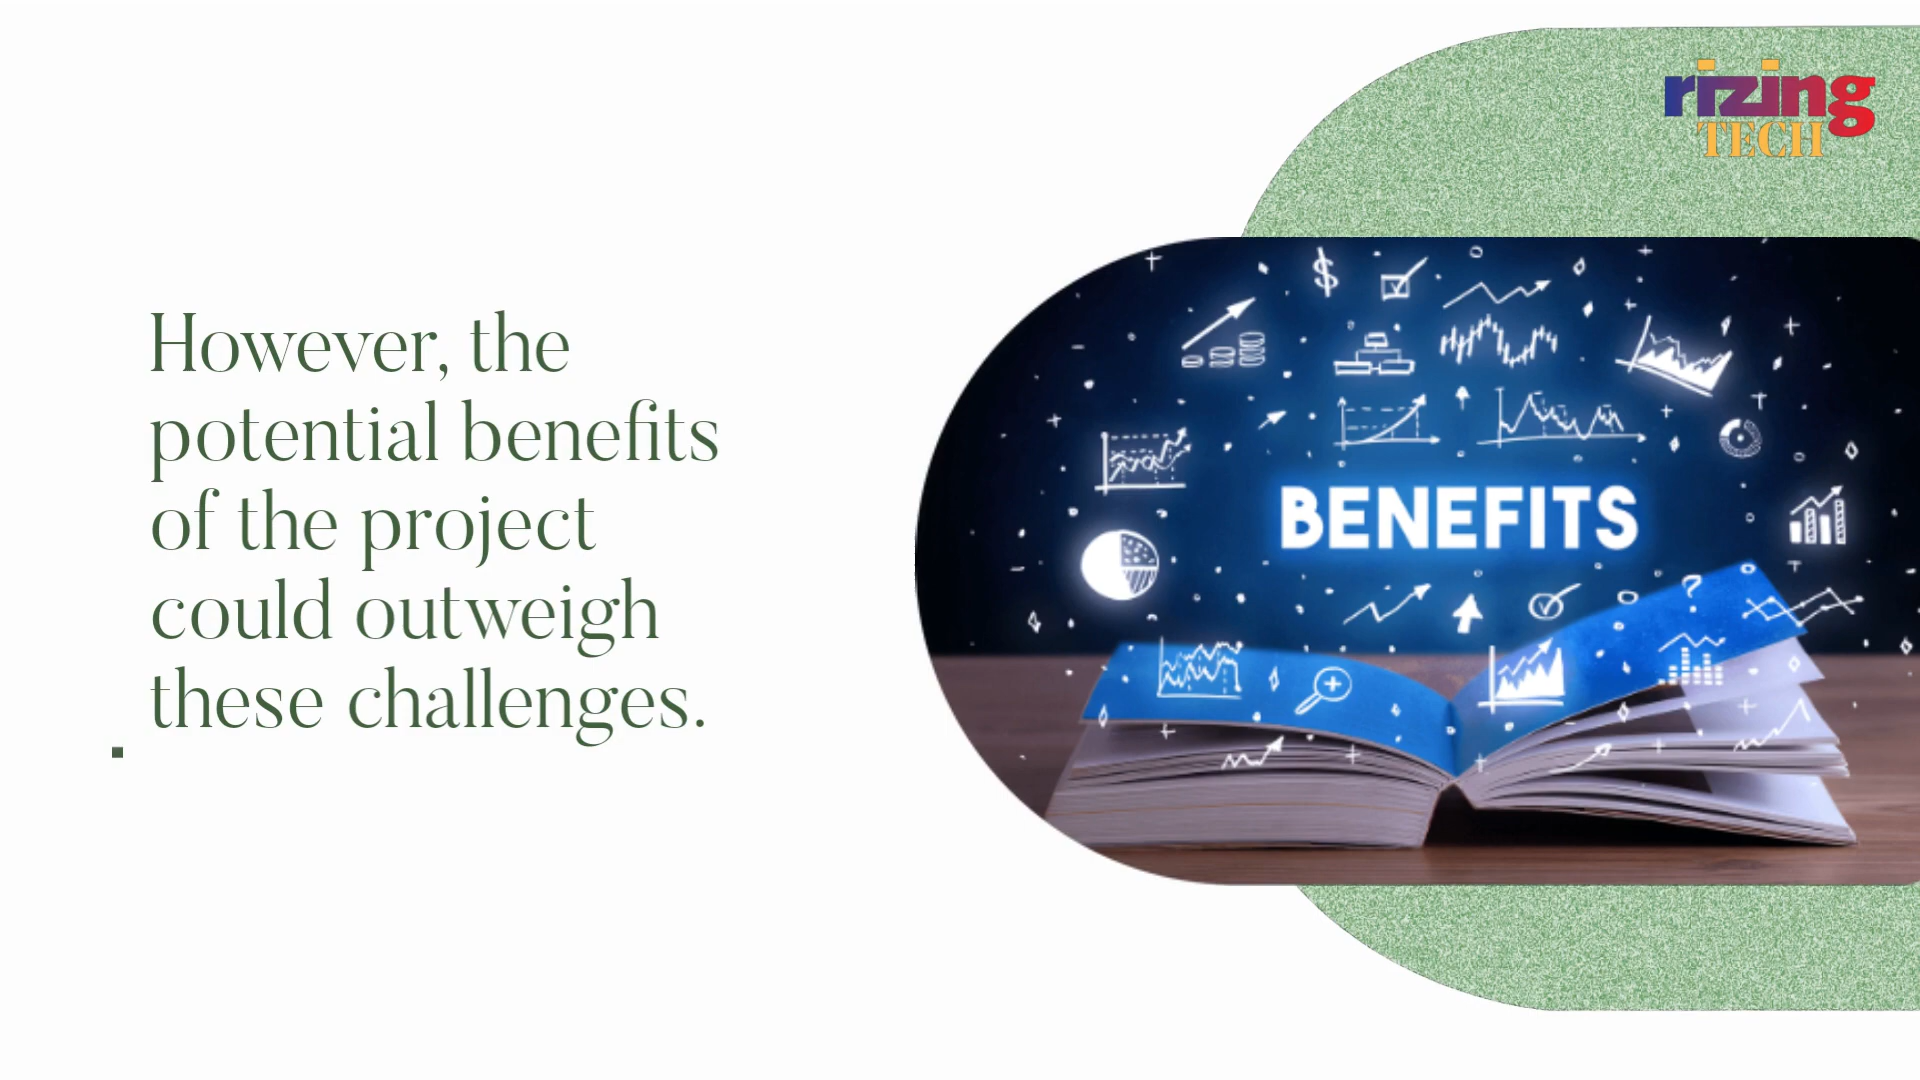 rizing
TECH
However, the
potential benefits
of the project
could outweigh
these challenges.
BENEFITS